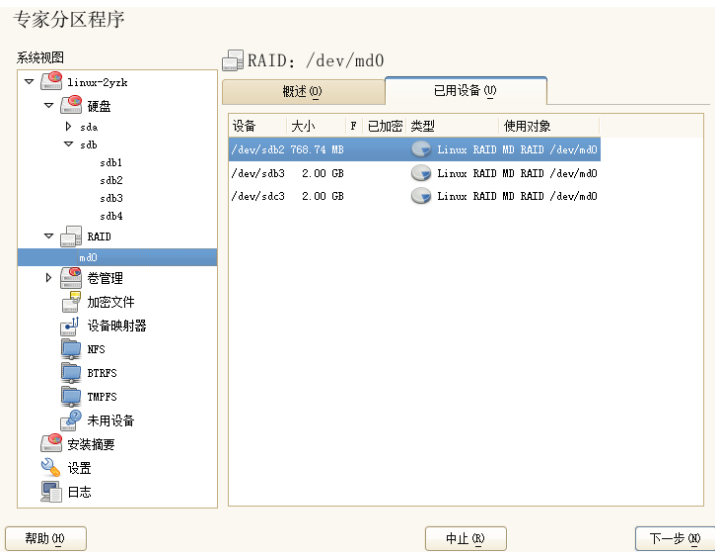 专家分区程序
系统视图
linux-2yzk
硬盘
sda
sdb
sdb1
sdb2
sdb3
sdb4
RAID
md0
卷管理
加密文件
设备映射器
NFS
BTRFS
TMPFS
未用设备
安装摘要
设置
日志
RAID: /dev/md0
概述(O) 已用设备(U)
设备 大小 F 已加密 类型 使用对象
/dev/sdb2 768.74 MB Linux RAID MD RAID /dev/md0
/dev/sdb3 2.00 GB Linux RAID MD RAID /dev/md0
/dev/sdc3 2.00 GB Linux RAID MD RAID /dev/md0
帮助(H) 中止(R) 下一步(N)